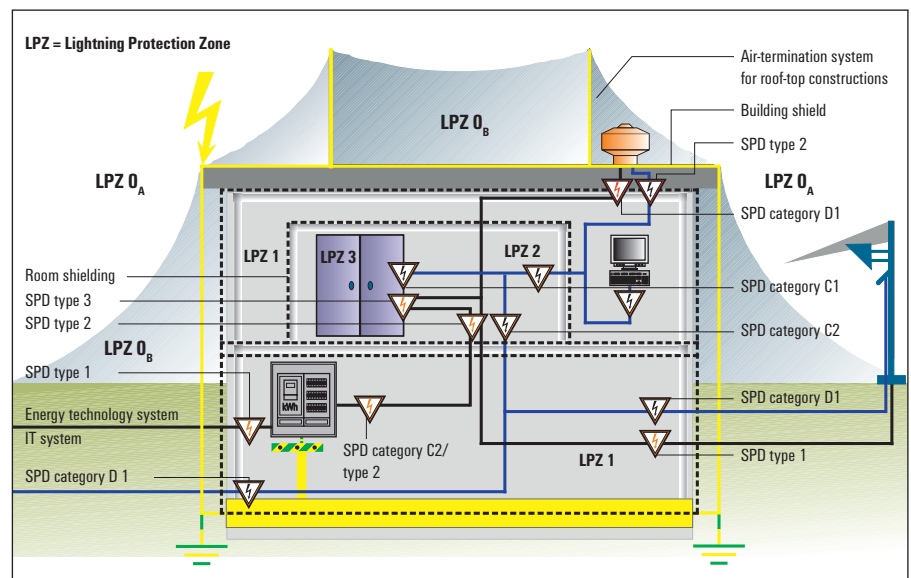 LPZ = Lightning Protection Zone
Air-termination system
for roof-top constructions
Building shield
SPD type 2
LPZ 0B
LPZ 0A
LPZ 0A
SPD category D1
LPZ 1
LPZ 3
LPZ 2
Room shielding
SPD type 3
SPD type 2
SPD category C1
SPD category C2
LPZ 0B
SPD type 1
kWh
Energy technology system
IT system
SPD category D1
SPD category C2/
type 2
LPZ 1
SPD type 1
SPD category D 1